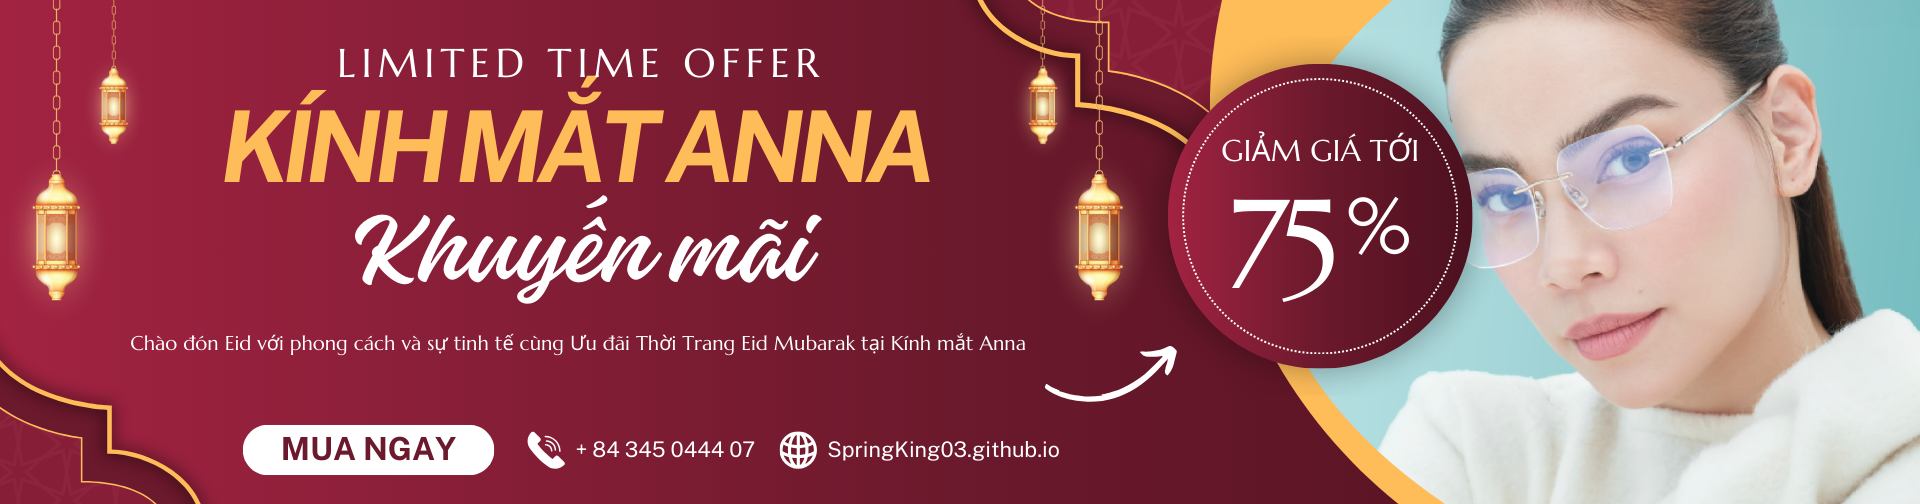 LIMITED TIME OFFER
KÍNH MẮT ANNA
Khuyến mãi
Chào đón Eid với phong cách và sự tinh tế cùng Ưu đãi Thời Trang Eid Mubarak tại Kính mắt Anna
MUA NGAY
+ 84 345 0444 07
SpringKing03.github.io
GIẢM GIÁ TỚI
75%